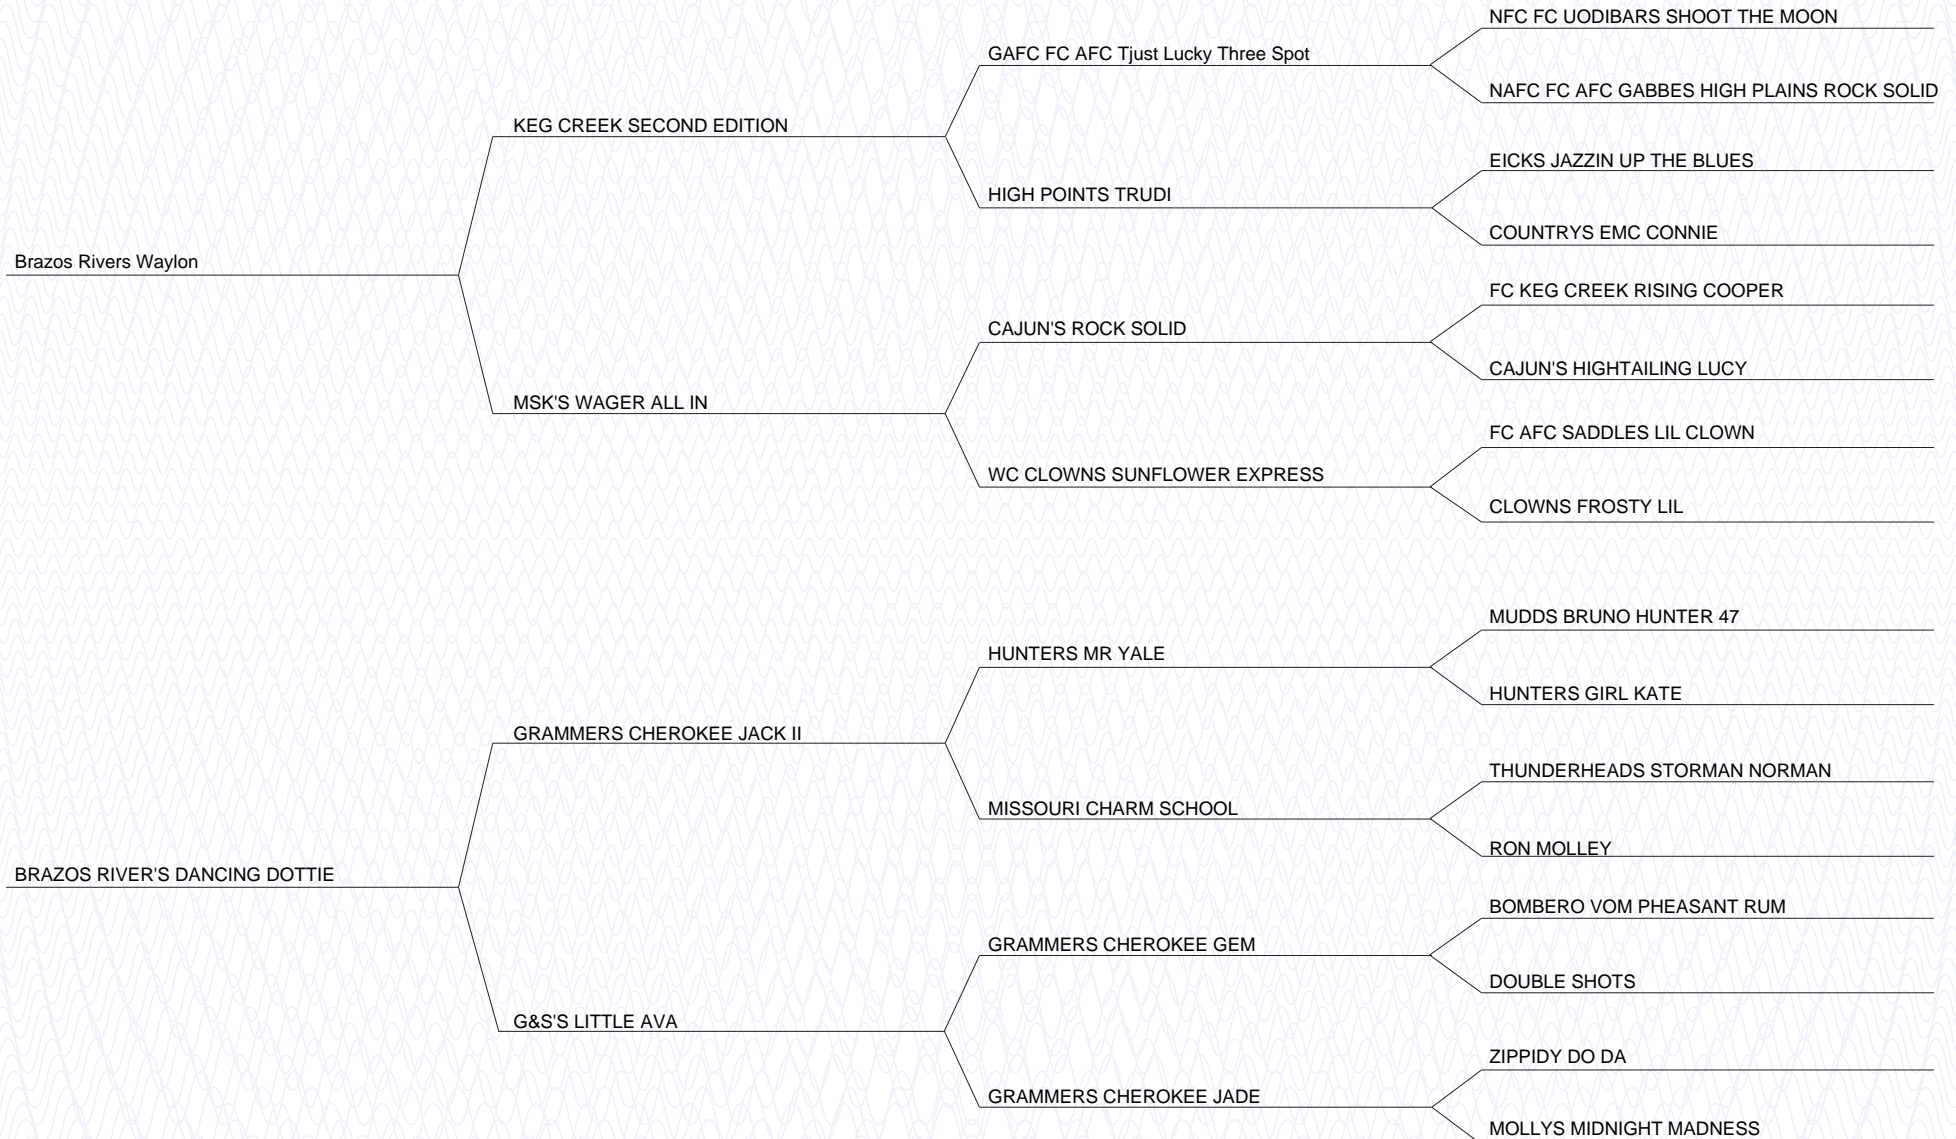 NFC FC UODIBARS SHOOT THE MOON
GAFC FC AFC Tjust Lucky Three Spot
NAFC FC AFC GABBES HIGH PLAINS ROCK SOLID
KEG CREEK SECOND EDITION
EICKS JAZZIN UP THE BLUES
HIGH POINTS TRUDI
COUNTRYS EMC CONNIE
Brazos Rivers Waylon
FC KEG CREEK RISING COOPER
CAJUN'S ROCK SOLID
CAJUN'S HIGHTAILING LUCY
MSK'S WAGER ALL IN
FC AFC SADDLES LIL CLOWN
WC CLOWNS SUNFLOWER EXPRESS
CLOWNS FROSTY LIL
MUDDS BRUNO HUNTER 47
HUNTERS MR YALE
HUNTERS GIRL KATE
GRAMMERS CHEROKEE JACK II
THUNDERHEADS STORMAN NORMAN
MISSOURI CHARM SCHOOL
RON MOLLEY
BRAZOS RIVER'S DANCING DOTTIE
BOMBERO VOM PHEASANT RUM
GRAMMERS CHEROKEE GEM
DOUBLE SHOTS
G&S'S LITTLE AVA
ZIPPIDY DO DA
GRAMMERS CHEROKEE JADE
MOLLYS MIDNIGHT MADNESS